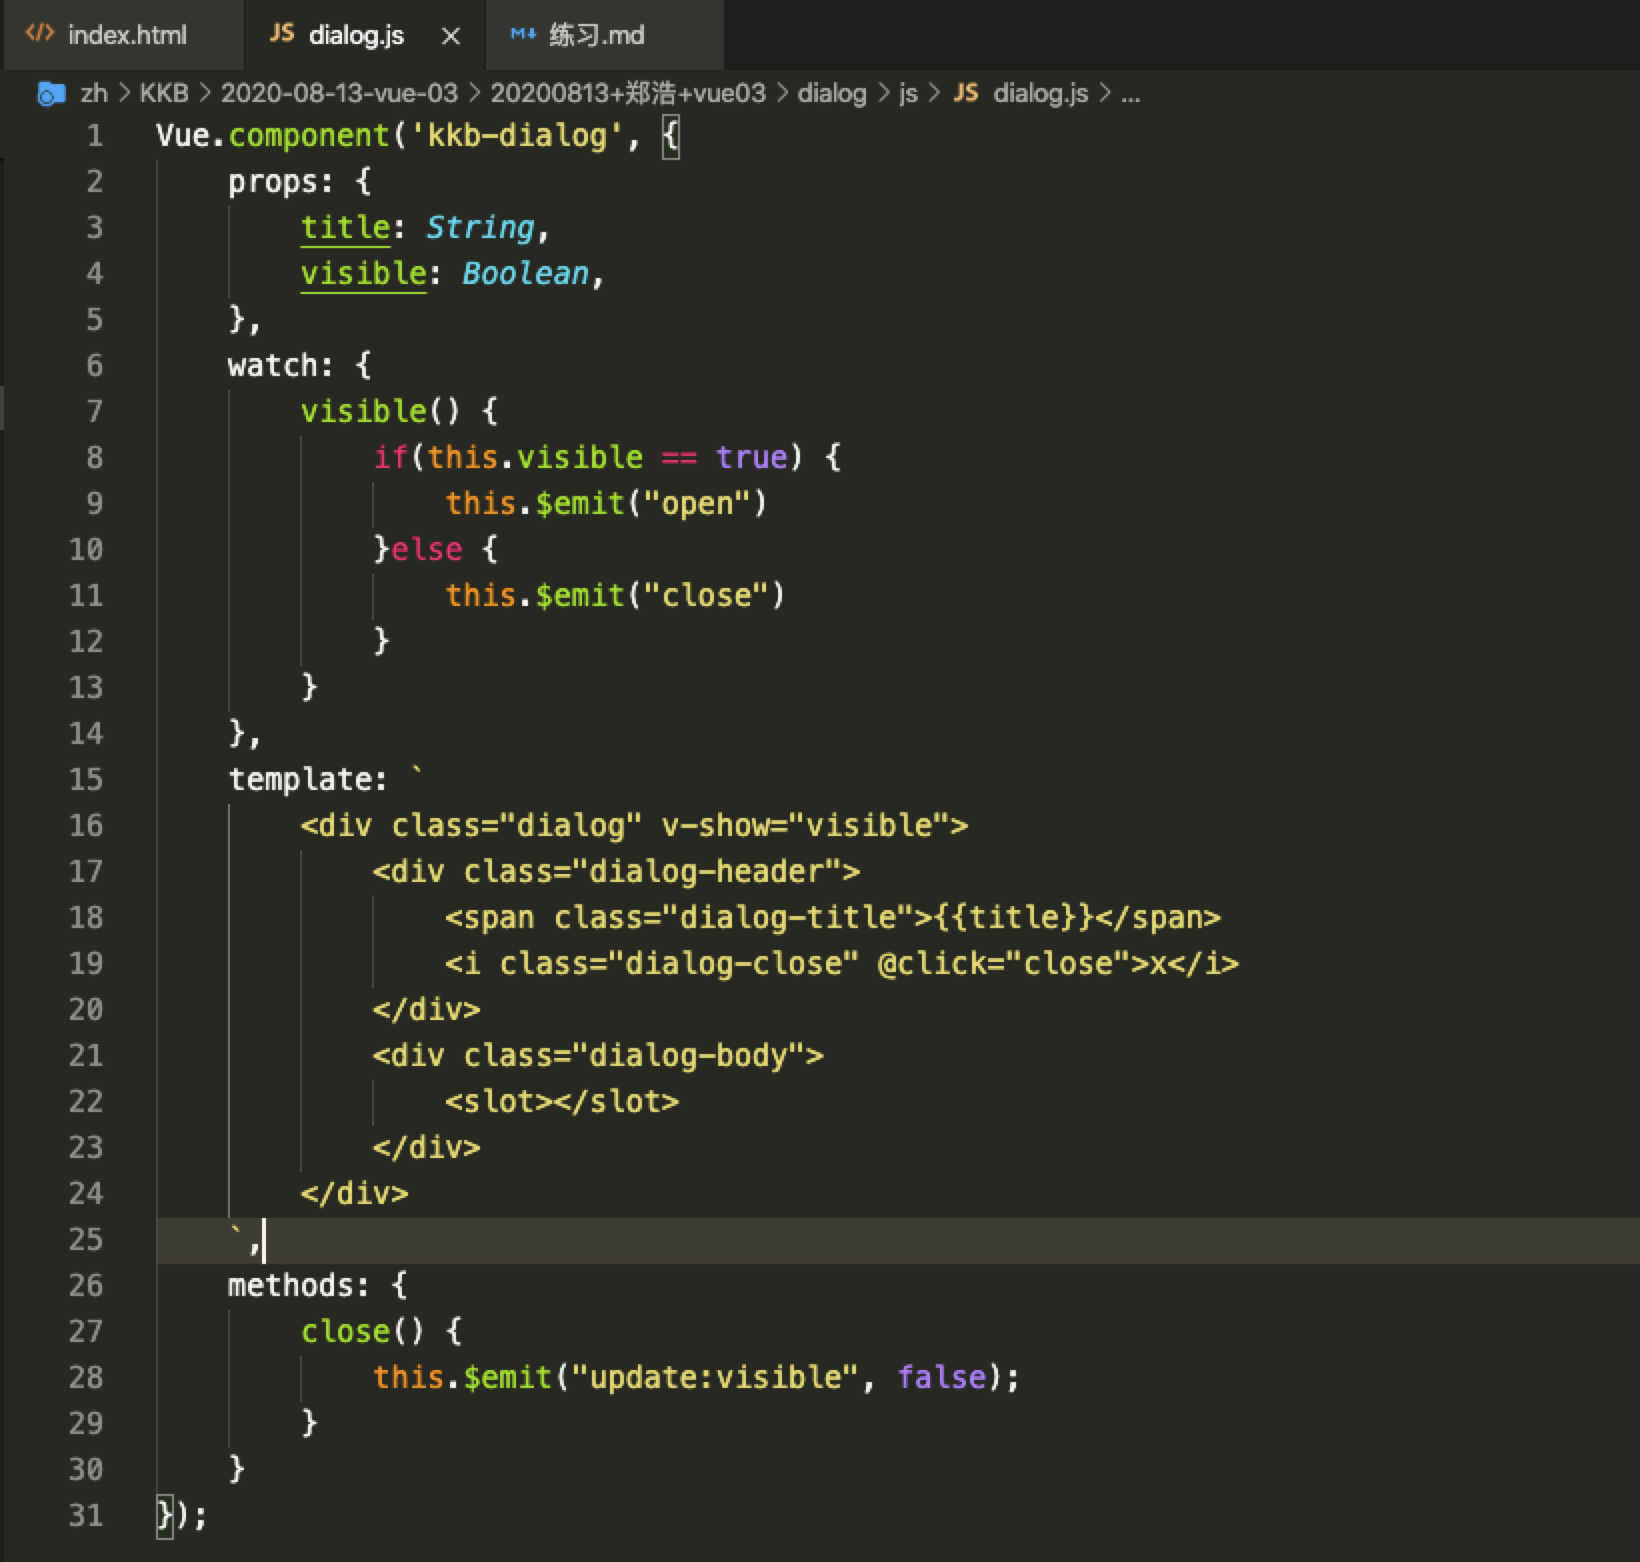 index.html JS dialog.js × M↓ 练习.md
zh > KKB > 2020-08-13-vue-03 > 20200813+郑浩+vue03 > dialog > js > JS dialog.js > ...
1 Vue.component('kkb-dialog', {
2     props: {
3         title: String,
4         visible: Boolean,
5     },
6     watch: {
7         visible() {
8             if(this.visible == true) {
9                 this.$emit("open")
10             }else {
11                 this.$emit("close")
12             }
13         }
14     },
15     template: `
16         <div class="dialog" v-show="visible">
17             <div class="dialog-header">
18                 <span class="dialog-title">{{title}}</span>
19                 <i class="dialog-close" @click="close">x</i>
20             </div>
21             <div class="dialog-body">
22                 <slot></slot>
23             </div>
24         </div>
25     `,
26     methods: {
27         close() {
28             this.$emit("update:visible", false);
29         }
30     }
31 });